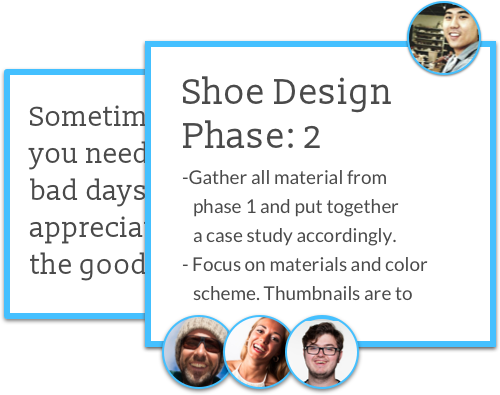 Shoe Design
Phase: 2
-Gather all material from
phase 1 and put together
a case study accordingly.
- Focus on materials and color
scheme. Thumbnails are to
Sometim
you need
bad days
apprecia
the good